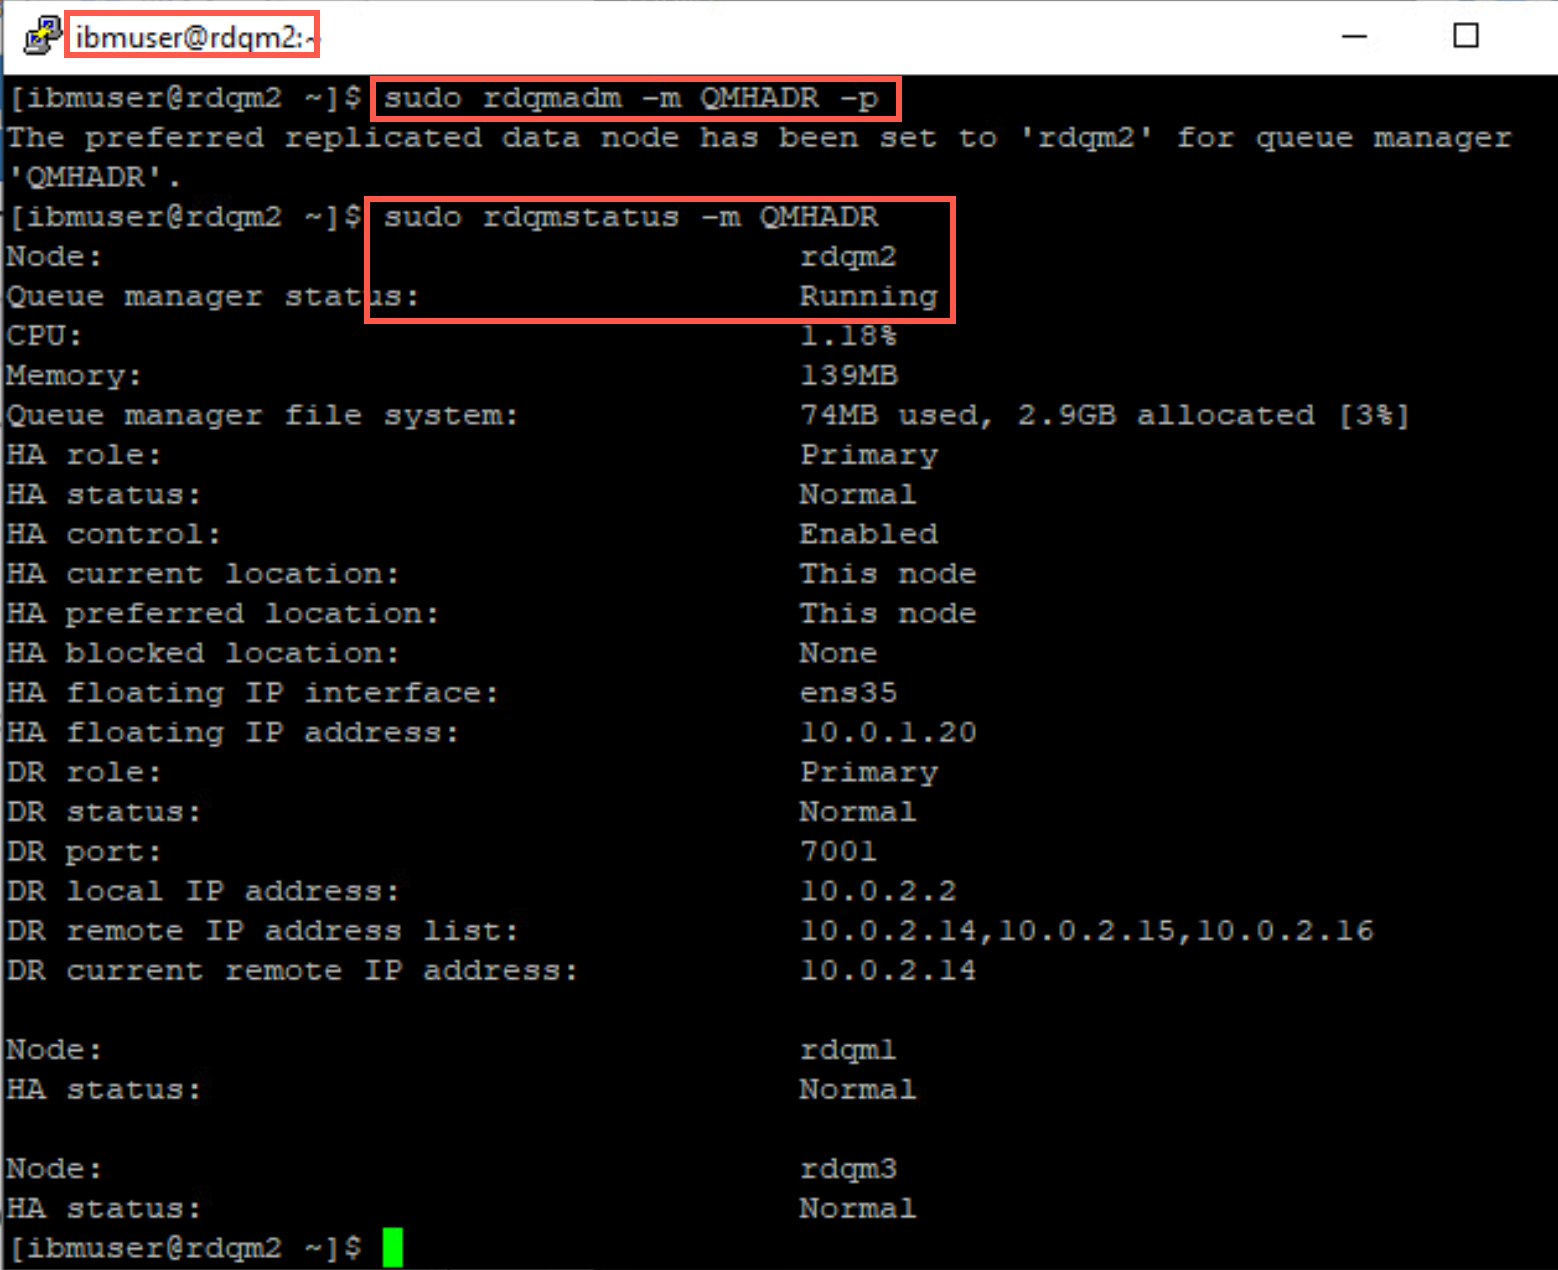 ibmuser@rdqm2:~
[ibmuser@rdqm2 ~]$ sudo rdqmadm -m QMHADR -p
The preferred replicated data node has been set to 'rdqm2' for queue manager
'QMHADR'.
[ibmuser@rdqm2 ~]$ sudo rdqmstatus -m QMHADR
Node: rdqm2
Queue manager status: Running
CPU: 1.18%
Memory: 139MB
Queue manager file system: 74MB used, 2.9GB allocated [3%]
HA role: Primary
HA status: Normal
HA control: Enabled
HA current location: This node
HA preferred location: This node
HA blocked location: None
HA floating IP interface: ens35
HA floating IP address: 10.0.1.20
DR role: Primary
DR status: Normal
DR port: 7001
DR local IP address: 10.0.2.2
DR remote IP address list: 10.0.2.14,10.0.2.15,10.0.2.16
DR current remote IP address: 10.0.2.14
Node: rdqm1
HA status: Normal
Node: rdqm3
HA status: Normal
[ibmuser@rdqm2 ~]$